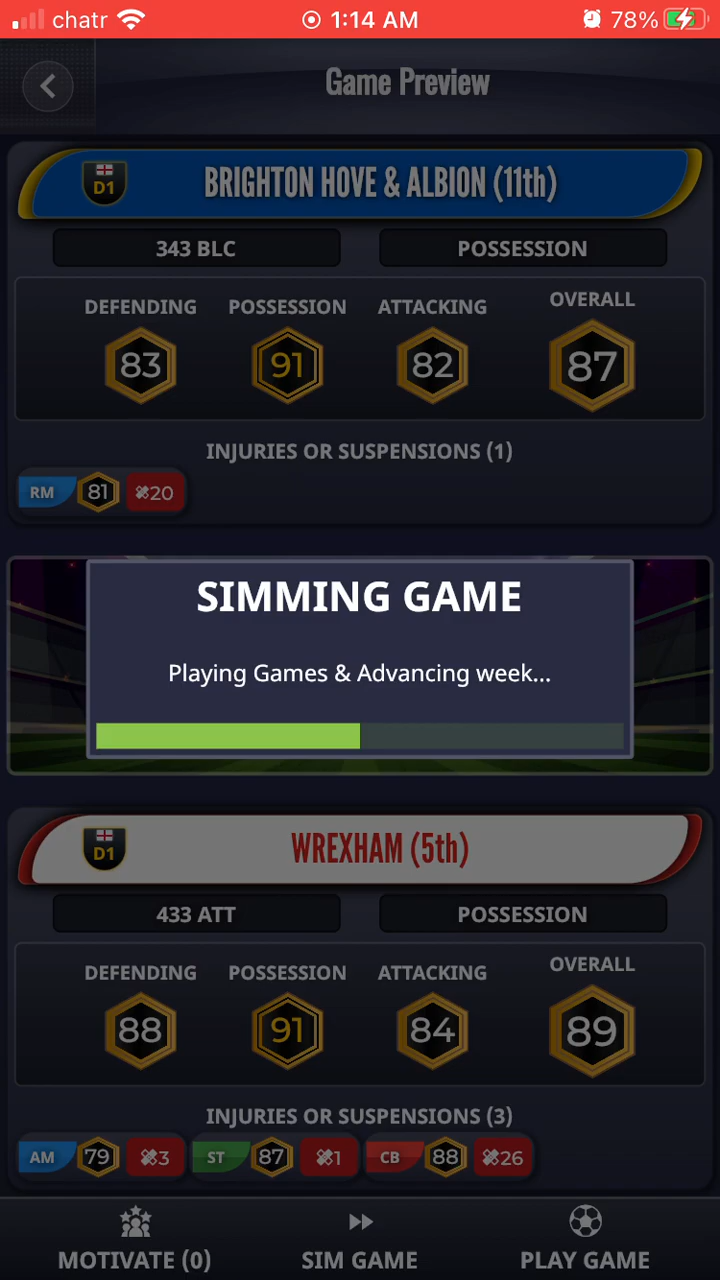 chatr 1:14 AM 78%
Game Preview
D1 BRIGHTON HOVE & ALBION (11th)
343 BLC POSSESSION
DEFENDING POSSESSION ATTACKING OVERALL
83 91 82 87
INJURIES OR SUSPENSIONS (1)
RM 81 20
SIMMING GAME
Playing Games & Advancing week...
D1 WREXHAM (5th)
433 ATT POSSESSION
DEFENDING POSSESSION ATTACKING OVERALL
88 91 84 89
INJURIES OR SUSPENSIONS (3)
AM 79 3 ST 87 1 CB 88 26
MOTIVATE (0) SIM GAME PLAY GAME